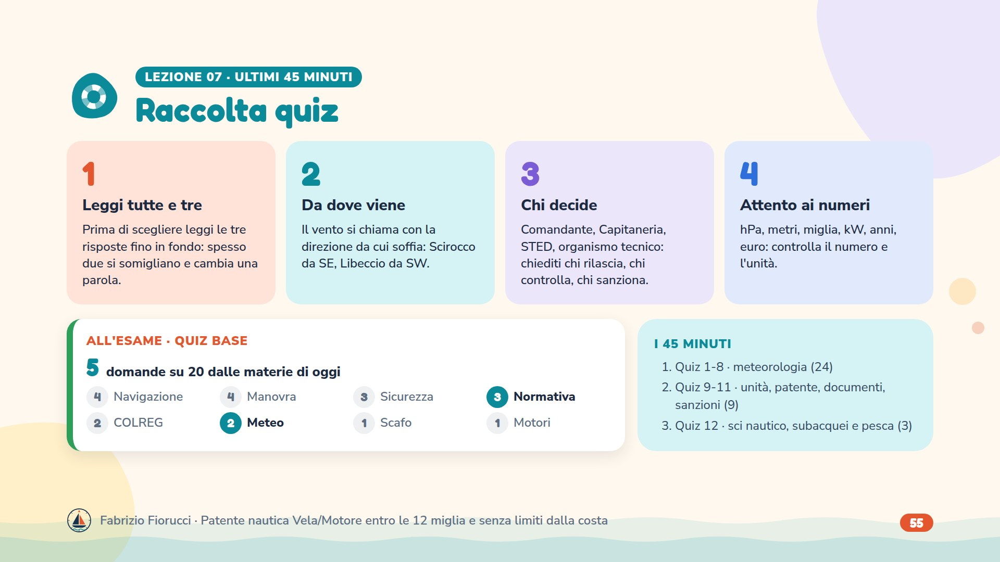 LEZIONE 07 · ULTIMI 45 MINUTI
Raccolta quiz
1
Leggi tutte e tre
Prima di scegliere leggi le tre
risposte fino in fondo: spesso
due si somigliano e cambia una
parola.
2
Da dove viene
Il vento si chiama con la
direzione da cui soffia: Scirocco
da SE, Libeccio da SW.
3
Chi decide
Comandante, Capitaneria,
STED, organismo tecnico:
chiediti chi rilascia, chi
controlla, chi sanziona.
4
Attento ai numeri
hPa, metri, miglia, kW, anni,
euro: controlla il numero e
l'unità.
ALL'ESAME · QUIZ BASE
5 domande su 20 dalle materie di oggi
4 Navigazione
4 Manovra
3 Sicurezza
3 Normativa
2 COLREG
2 Meteo
1 Scafo
1 Motori
I 45 MINUTI
1. Quiz 1-8 · meteorologia (24)
2. Quiz 9-11 · unità, patente, documenti,
sanzioni (9)
3. Quiz 12 · sci nautico, subacquei e pesca (3)
Fabrizio Fiorucci · Patente nautica Vela/Motore entro le 12 miglia e senza limiti dalla costa
55